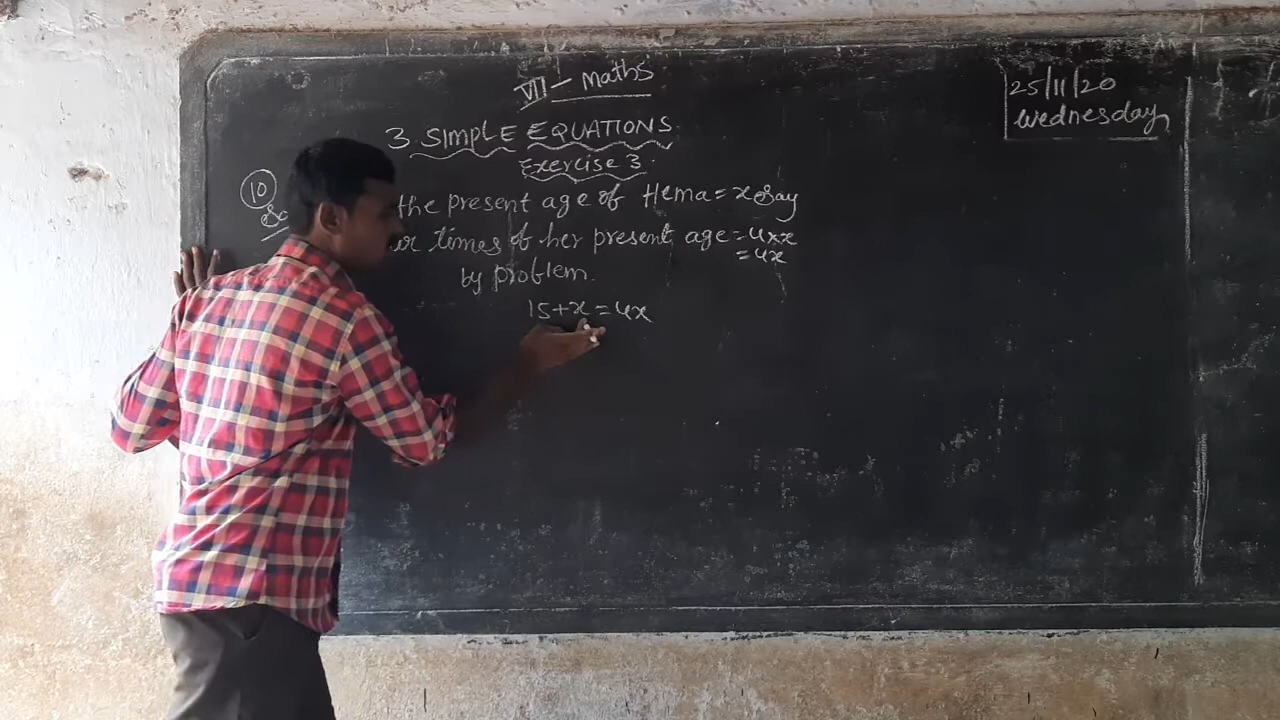 VII - Maths
25/11/20
wednesday
3 SIMPLE EQUATIONS
Exercise 3
10
the present age of Hema = x say
times of her present age = 4×x
= 4x
by problem.
15+x = 4x